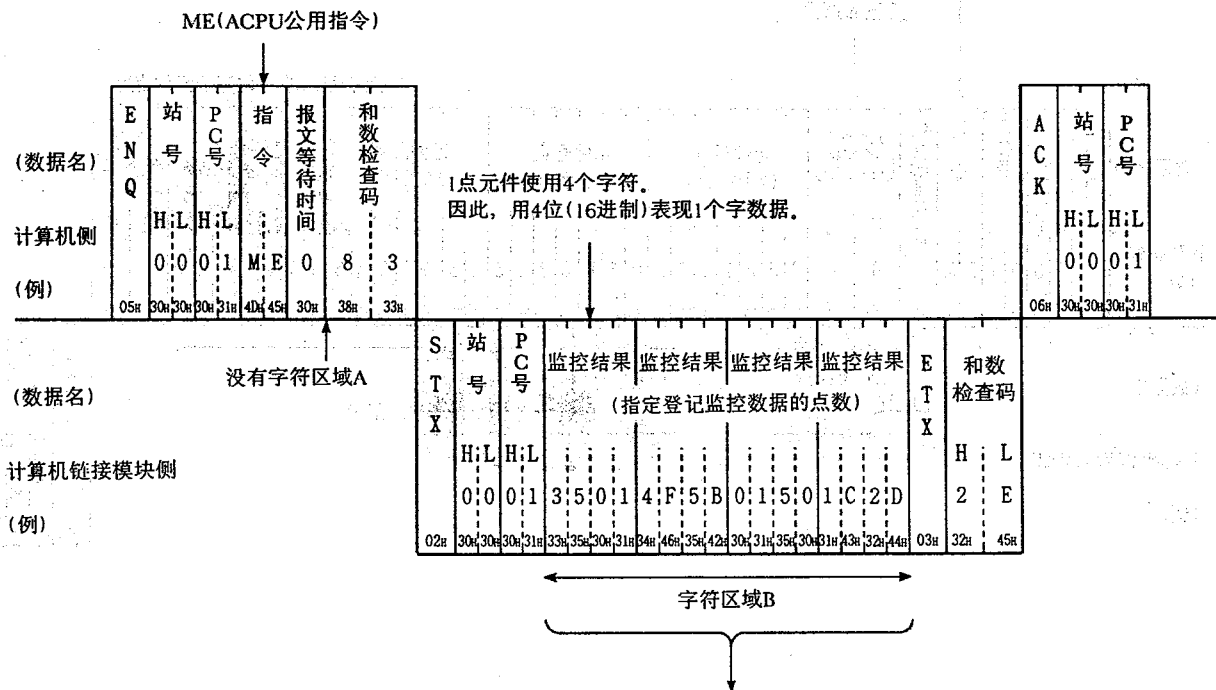 ME(ACPU公用指令)
ENQ 站号 PC号 指令 报文等待时间 和数检查码
ACK 站号 PC号
(数据名)
1点元件使用4个字符.
因此，用4位(16进制)表现1个字数据。
计算机侧
H L H L
H L H L
(例)
0 0 0 1 M E 0 8 3
0 0 0 1
05H 30H 30H 30H 31H 4DH 45H 30H 38H 33H
06H 30H 30H 30H 31H
没有字符区域A
(数据名)
STX 站号 PC号 监控结果 监控结果 监控结果 监控结果 ETX 和数检查码
(指定登记监控数据的点数)
计算机链接模块侧
H L H L H L
(例)
0 0 0 1 3 5 0 1 4 F 5 B 0 1 5 0 1 C 2 D 2 E
02H 30H 30H 30H 31H 33H 35H 30H 31H 34H 46H 35H 42H 30H 31H 35H 30H 31H 43H 32H 44H 03H 32H 45H
字符区域B